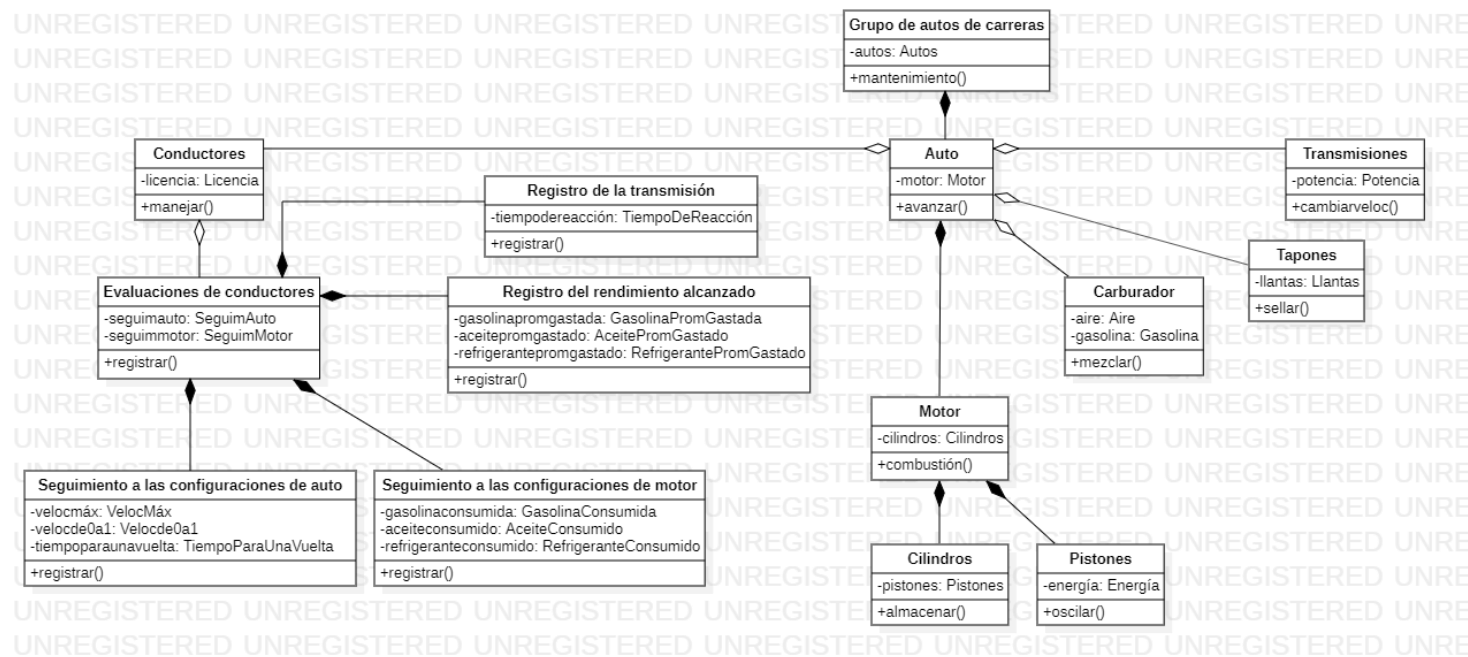 Grupo de autos de carreras
-autos: Autos
+mantenimiento()
Conductores
-licencia: Licencia
+manejar()
Auto
-motor: Motor
+avanzar()
Transmisiones
-potencia: Potencia
+cambiarveloc()
Registro de la transmisión
-tiempodereacción: TiempoDeReacción
+registrar()
Tapones
-llantas: Llantas
+sellar()
Evaluaciones de conductores
-seguimauto: SeguimAuto
-seguimmotor: SeguimMotor
+registrar()
Registro del rendimiento alcanzado
-gasolinapromgastada: GasolinaPromGastada
-aceitepromgastado: AceitePromGastado
-refrigerantepromgastado: RefrigerantePromGastado
+registrar()
Carburador
-aire: Aire
-gasolina: Gasolina
+mezclar()
Motor
-cilindros: Cilindros
+combustión()
Seguimiento a las configuraciones de auto
-velocmáx: VelocMáx
-velocde0a1: Velocde0a1
-tiempoparaunavuelta: TiempoParaUnaVuelta
+registrar()
Seguimiento a las configuraciones de motor
-gasolinaconsumida: GasolinaConsumida
-aceiteconsumido: AceiteConsumido
-refrigeranteconsumido: RefrigeranteConsumido
+registrar()
Cilindros
-pistones: Pistones
+almacenar()
Pistones
-energía: Energía
+oscilar()
UNREGISTERED